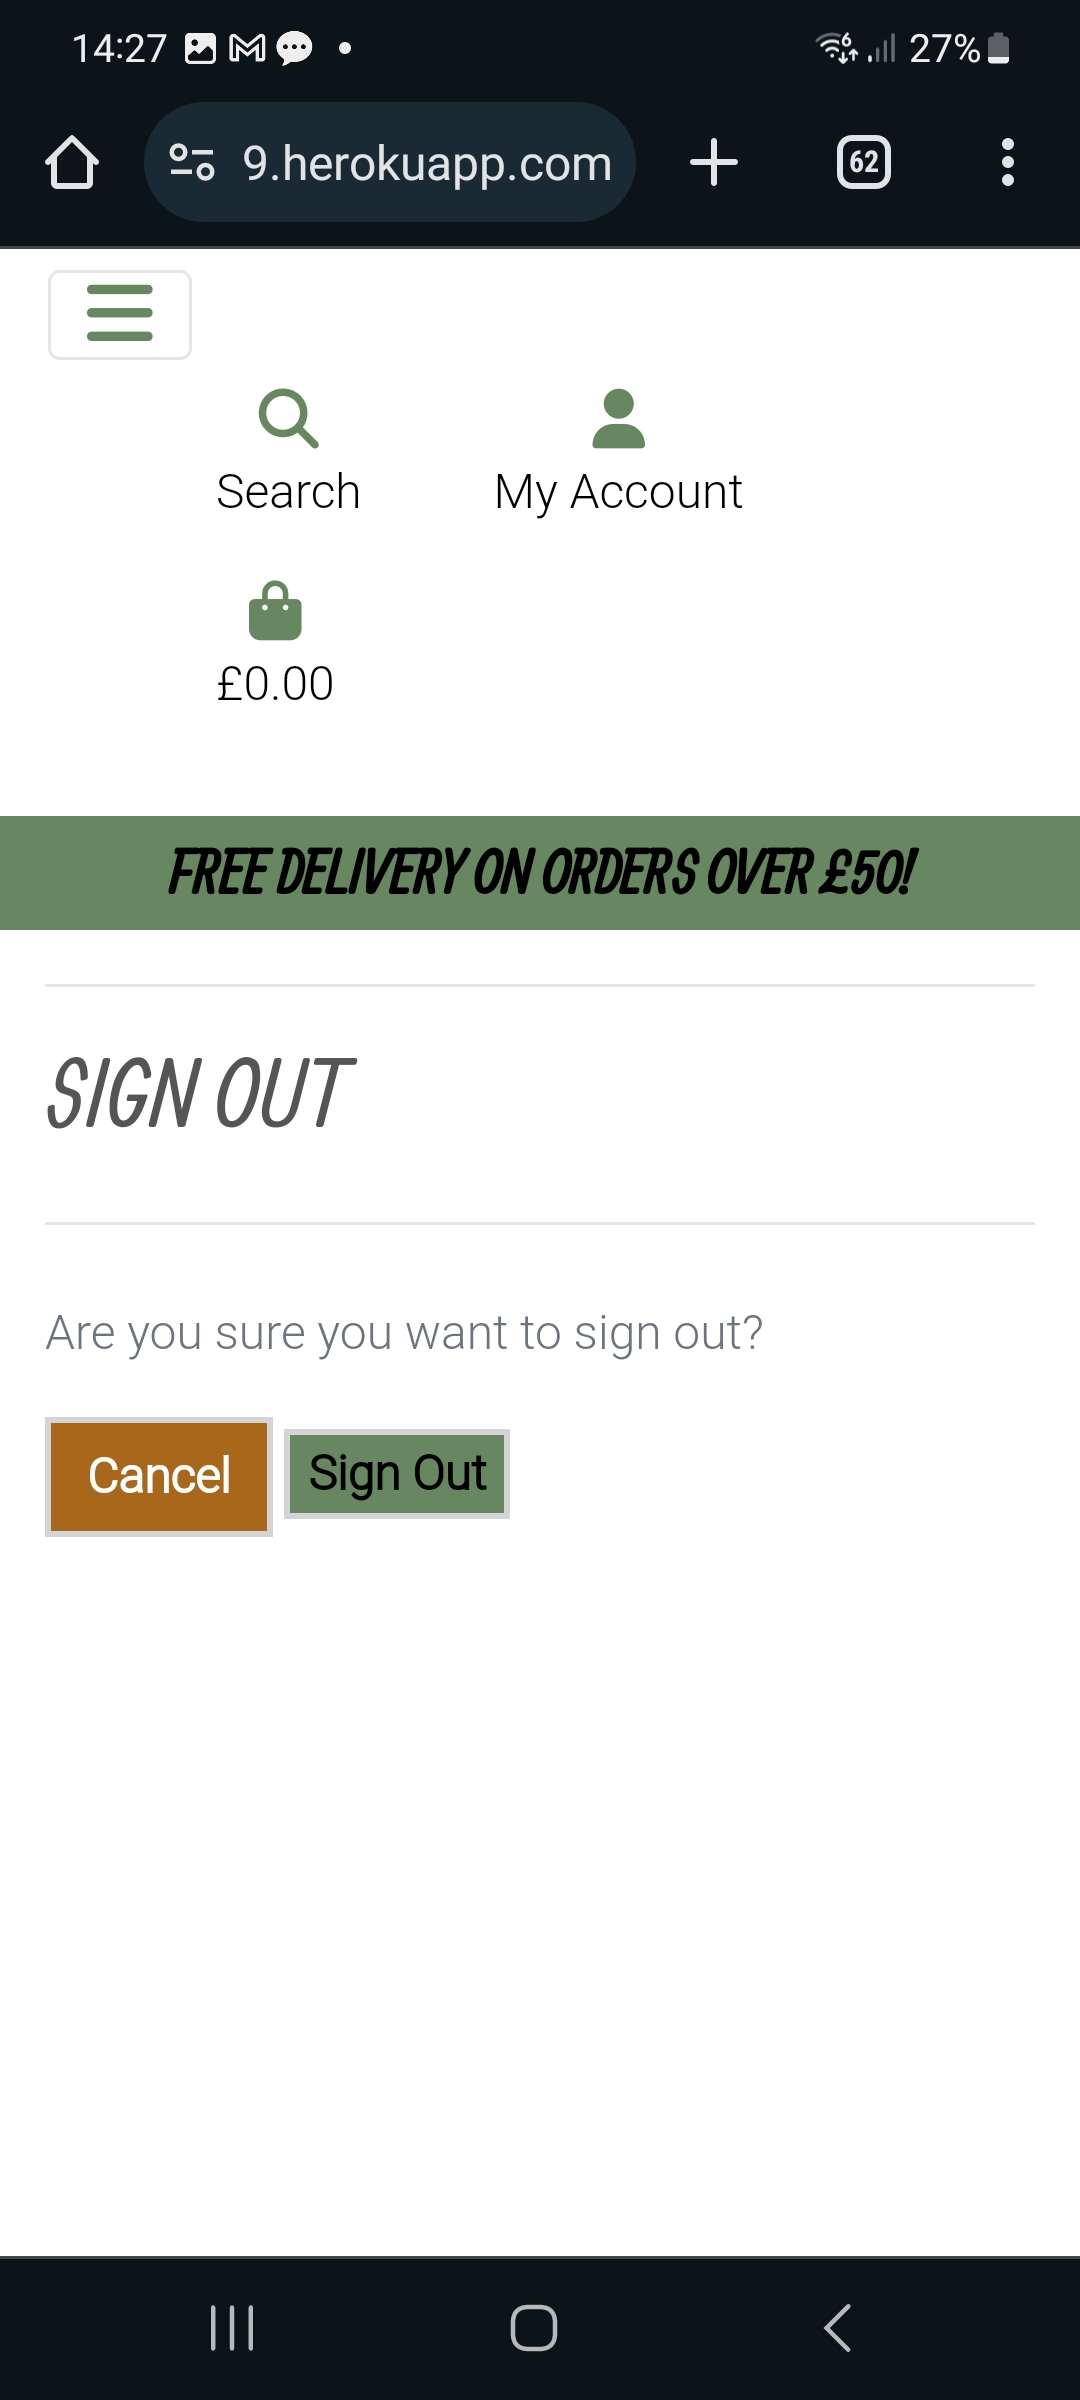 14:27 27%
9.herokuapp.com 62
Search My Account
£0.00
FREE DELIVERY ON ORDERS OVER £50!
SIGN OUT
Are you sure you want to sign out?
Cancel Sign Out